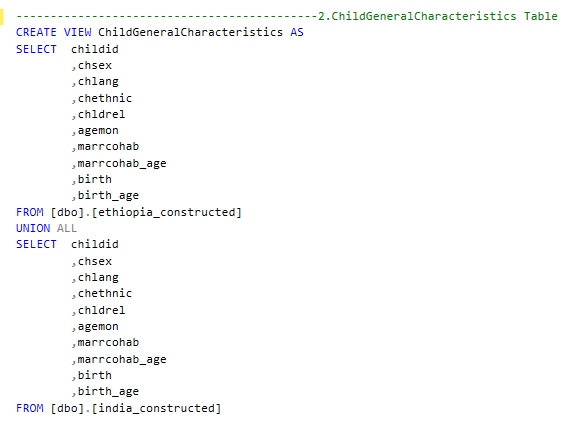 --------------------------------------------2.ChildGeneralCharacteristics Table
CREATE VIEW ChildGeneralCharacteristics AS
SELECT  childid
        ,chsex
        ,chlang
        ,chethnic
        ,chldrel
        ,agemon
        ,marrcohab
        ,marrcohab_age
        ,birth
        ,birth_age
FROM [dbo].[ethiopia_constructed]
UNION ALL
SELECT  childid
        ,chsex
        ,chlang
        ,chethnic
        ,chldrel
        ,agemon
        ,marrcohab
        ,marrcohab_age
        ,birth
        ,birth_age
FROM [dbo].[india_constructed]